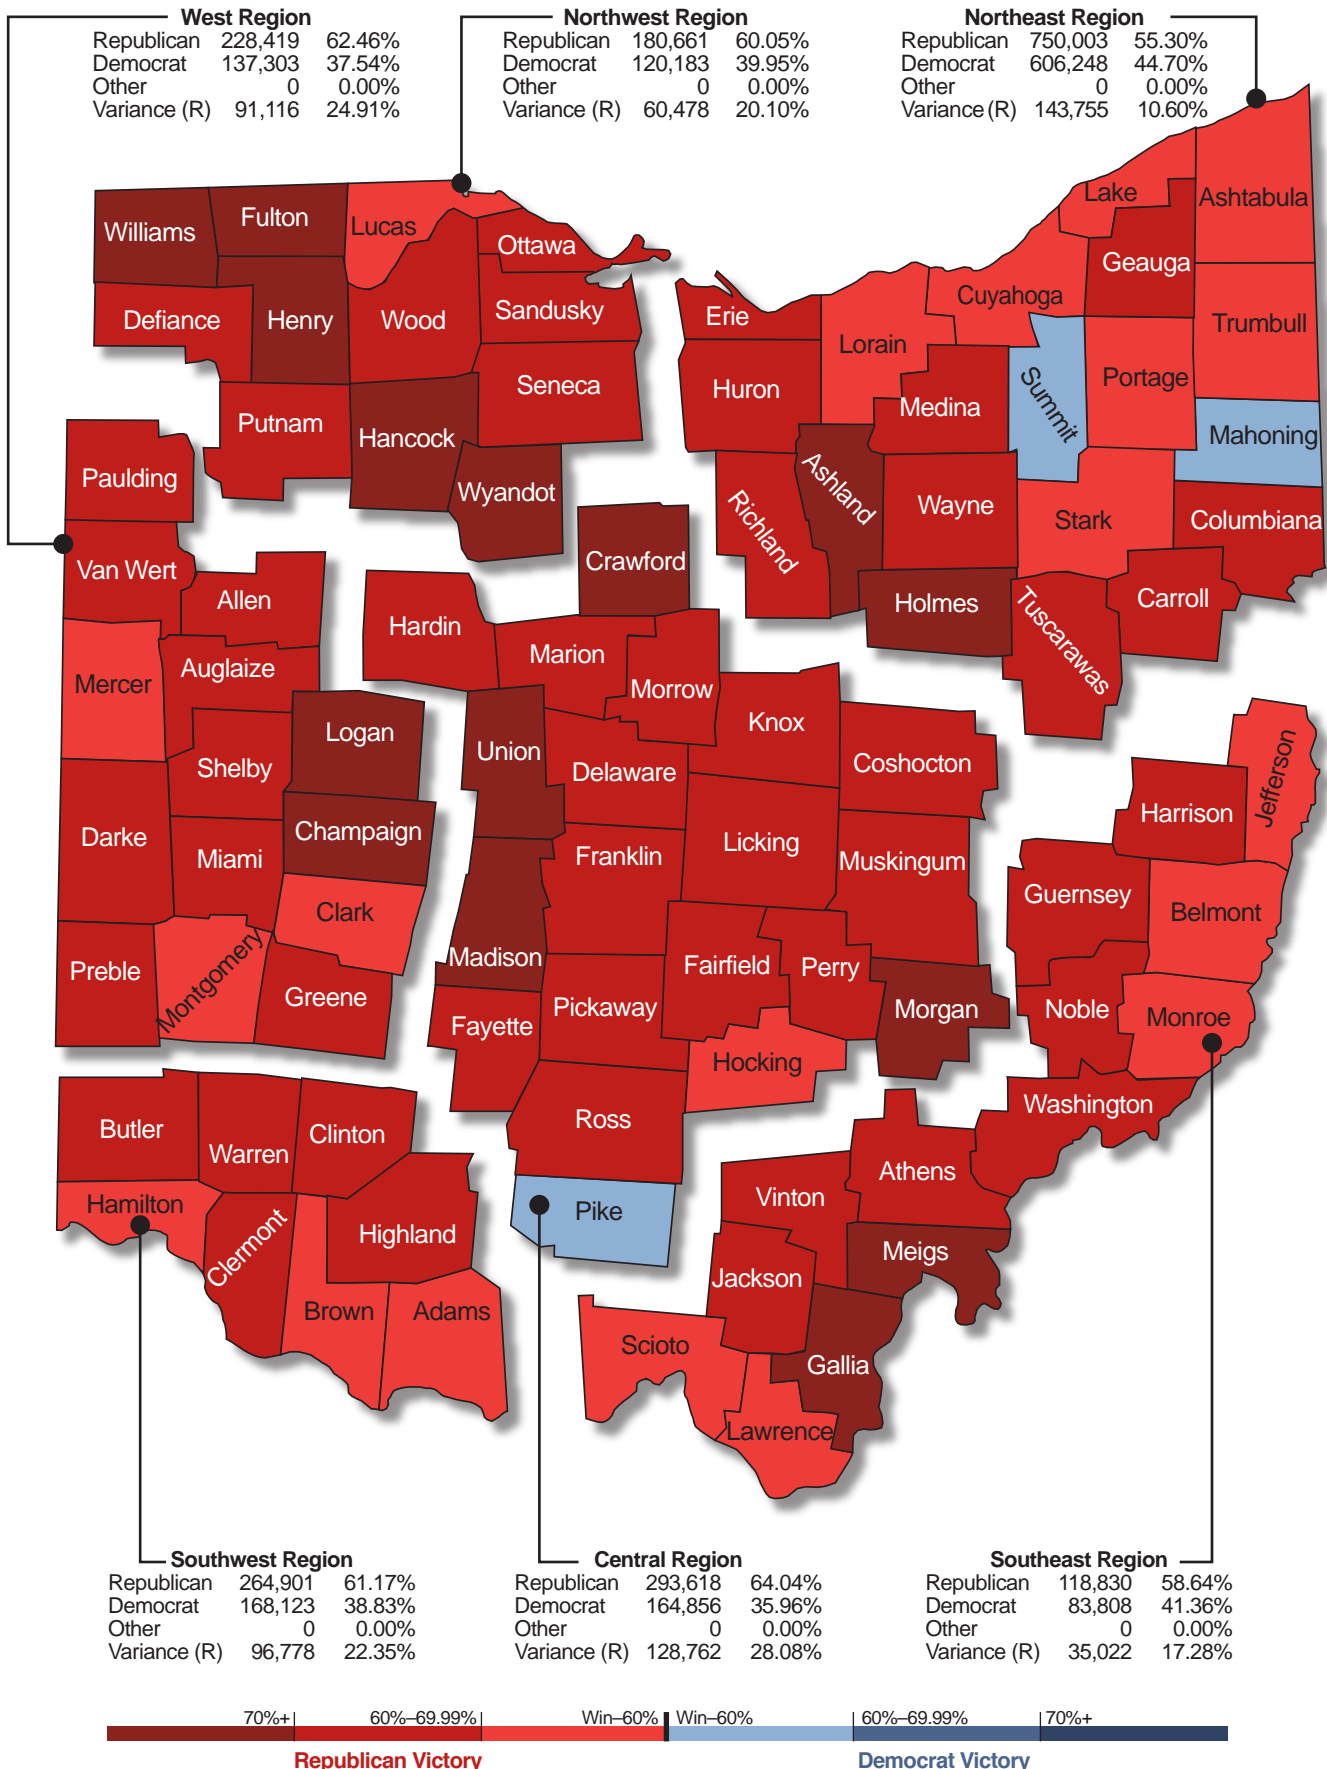 West Region
Republican 228,419 62.46%
Democrat 137,303 37.54%
Other 0 0.00%
Variance (R) 91,116 24.91%
Northwest Region
Republican 180,661 60.05%
Democrat 120,183 39.95%
Other 0 0.00%
Variance (R) 60,478 20.10%
Northeast Region
Republican 750,003 55.30%
Democrat 606,248 44.70%
Other 0 0.00%
Variance (R) 143,755 10.60%
Williams
Fulton
Lucas
Ottawa
Defiance
Henry
Wood
Sandusky
Seneca
Putnam
Hancock
Wyandot
Lake
Ashtabula
Geauga
Cuyahoga
Erie
Lorain
Trumbull
Huron
Medina
Summit
Portage
Mahoning
Richland
Ashland
Wayne
Stark
Columbiana
Holmes
Tuscarawas
Carroll
Paulding
Van Wert
Allen
Mercer
Auglaize
Logan
Shelby
Darke
Miami
Champaign
Clark
Preble
Montgomery
Greene
Crawford
Hardin
Marion
Morrow
Union
Delaware
Knox
Coshocton
Franklin
Licking
Muskingum
Madison
Fairfield
Perry
Morgan
Fayette
Pickaway
Hocking
Ross
Pike
Jefferson
Harrison
Guernsey
Belmont
Noble
Monroe
Washington
Athens
Vinton
Meigs
Jackson
Gallia
Scioto
Lawrence
Butler
Warren
Clinton
Hamilton
Clermont
Highland
Brown
Adams
Southwest Region
Republican 264,901 61.17%
Democrat 168,123 38.83%
Other 0 0.00%
Variance (R) 96,778 22.35%
Central Region
Republican 293,618 64.04%
Democrat 164,856 35.96%
Other 0 0.00%
Variance (R) 128,762 28.08%
Southeast Region
Republican 118,830 58.64%
Democrat 83,808 41.36%
Other 0 0.00%
Variance (R) 35,022 17.28%
70%+ 60%–69.99% Win–60% Win–60% 60%–69.99% 70%+
Republican Victory Democrat Victory